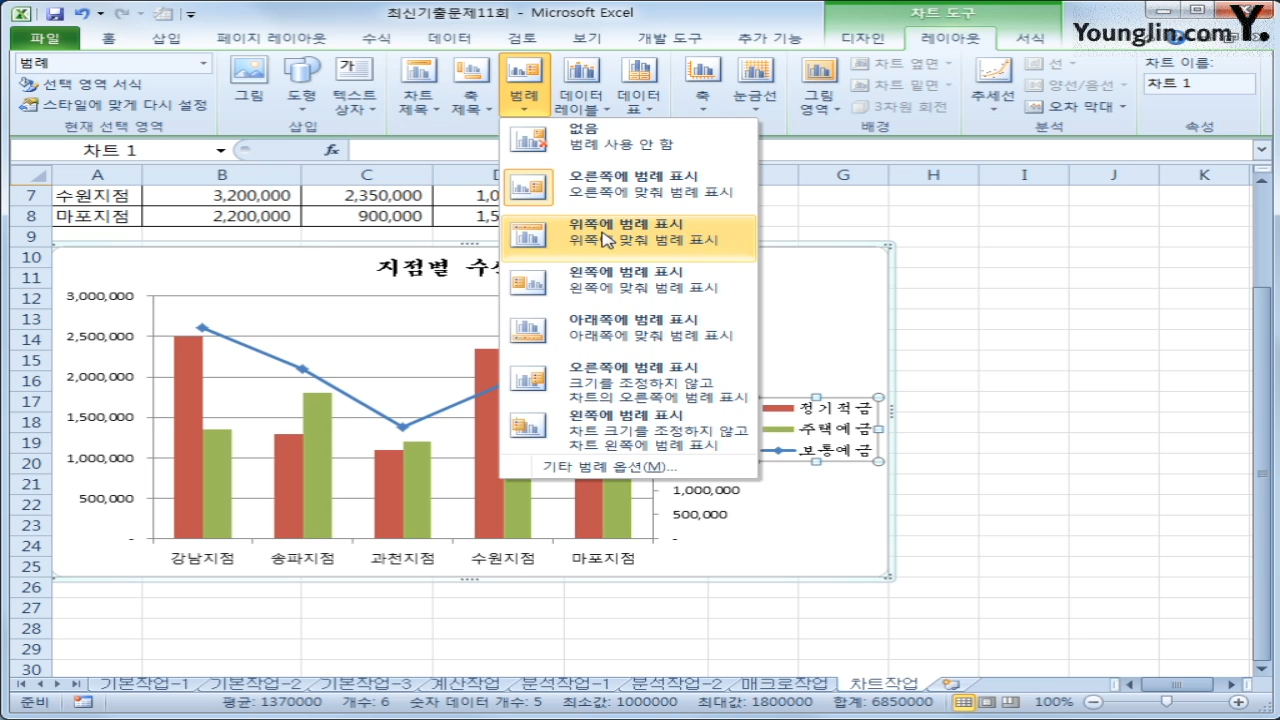 최신기출문제11회 - Microsoft Excel
차트 도구
YoungJin.com Y.
파일 홈 삽입 페이지 레이아웃 수식 데이터 검토 보기 개발 도구 추가 기능 디자인 레이아웃 서식
범례
선택 영역 서식
스타일에 맞게 다시 설정
현재 선택 영역
그림 도형 텍스트 상자
삽입
차트 제목 축 제목 범례 데이터 레이블 데이터 표
축 눈금선
그림 영역
차트 옆면
차트 밑면
3차원 회전
배경
추세선
선
양선/음선
오차 막대
분석
차트 이름:
차트 1
속성
차트 1 fx
없음
범례 사용 안 함
오른쪽에 범례 표시
오른쪽에 맞춰 범례 표시
위쪽에 범례 표시
위쪽에 맞춰 범례 표시
왼쪽에 범례 표시
왼쪽에 맞춰 범례 표시
아래쪽에 범례 표시
아래쪽에 맞춰 범례 표시
오른쪽에 범례 표시
크기를 조정하지 않고
차트의 오른쪽에 범례 표시
왼쪽에 범례 표시
차트 크기를 조정하지 않고
차트 왼쪽에 범례 표시
기타 범례 옵션(M)...
A B C D G H I J K
7 수원지점 3,200,000 2,350,000 1,0
8 마포지점 2,200,000 900,000 1,5
9
10
11
12
13
14
15
16
17
18
19
20
21
22
23
24
25
26
27
28
29
30
지점별 수
3,000,000
2,500,000
2,000,000
1,500,000
1,000,000
500,000
-
정기적금
주택예금
보통예금
1,000,000
500,000
-
강남지점 송파지점 과천지점 수원지점 마포지점
기본작업-1 기본작업-2 기본작업-3 계산작업 분석작업-1 분석작업-2 매크로작업 차트작업
준비 평균: 1370000 개수: 6 숫자 데이터 개수: 5 최소값: 1000000 최대값: 1800000 합계: 6850000 100%